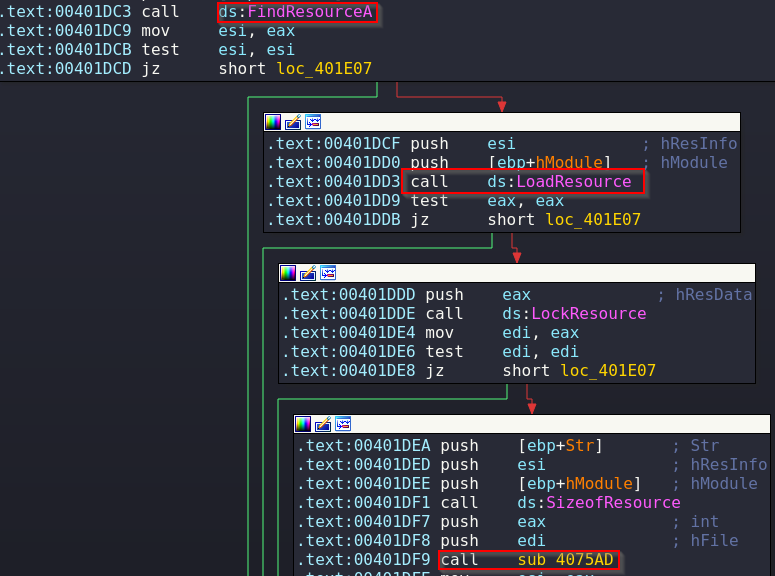 .text:00401DC3 call ds:FindResourceA
.text:00401DC9 mov esi, eax
.text:00401DCB test esi, esi
.text:00401DCD jz short loc_401E07
.text:00401DCF push esi ; hResInfo
.text:00401DD0 push [ebp+hModule] ; hModule
.text:00401DD3 call ds:LoadResource
.text:00401DD9 test eax, eax
.text:00401DDB jz short loc_401E07
.text:00401DDD push eax ; hResData
.text:00401DDE call ds:LockResource
.text:00401DE4 mov edi, eax
.text:00401DE6 test edi, edi
.text:00401DE8 jz short loc_401E07
.text:00401DEA push [ebp+Str] ; Str
.text:00401DED push esi ; hResInfo
.text:00401DEE push [ebp+hModule] ; hModule
.text:00401DF1 call ds:SizeofResource
.text:00401DF7 push eax ; int
.text:00401DF8 push edi ; hFile
.text:00401DF9 call sub_4075AD